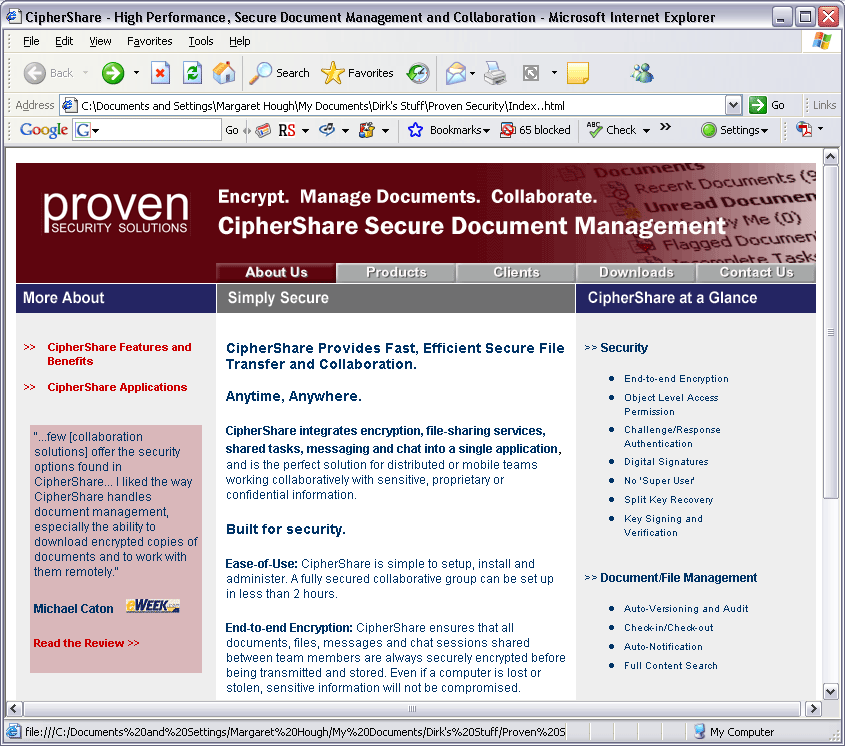 CipherShare - High Performance, Secure Document Management and Collaboration - Microsoft Internet Explorer
File Edit View Favorites Tools Help
Back Search Favorites
Address C:\Documents and Settings\Margaret Hough\My Documents\Dirk's Stuff\Proven Security\Index..html Go Links
Google G Go RS Bookmarks 65 blocked ABC Check >> Settings
proven
SECURITY SOLUTIONS
Encrypt. Manage Documents. Collaborate.
CipherShare Secure Document Management
Documents
Recent Documents (9
Unread Docum
by Me (0)
Flagged Documen
Incomplete Task
About Us Products Clients Downloads Contact Us
More About
>> CipherShare Features and
Benefits
>> CipherShare Applications
"...few [collaboration
solutions] offer the security
options found in
CipherShare... I liked the way
CipherShare handles
document management,
especially the ability to
download encrypted copies of
documents and to work with
them remotely."
Michael Caton eWEEK.com
Read the Review >>
Simply Secure
CipherShare Provides Fast, Efficient Secure File
Transfer and Collaboration.
Anytime, Anywhere.
CipherShare integrates encryption, file-sharing services,
shared tasks, messaging and chat into a single application,
and is the perfect solution for distributed or mobile teams
working collaboratively with sensitive, proprietary or
confidential information.
Built for security.
Ease-of-Use: CipherShare is simple to setup, install and
administer. A fully secured collaborative group can be set up
in less than 2 hours.
End-to-end Encryption: CipherShare ensures that all
documents, files, messages and chat sessions shared
between team members are always securely encrypted before
being transmitted and stored. Even if a computer is lost or
stolen, sensitive information will not be compromised.
CipherShare at a Glance
>> Security
End-to-end Encryption
Object Level Access
Permission
Challenge/Response
Authentication
Digital Signatures
No 'Super User'
Split Key Recovery
Key Signing and
Verification
>> Document/File Management
Auto-Versioning and Audit
Check-in/Check-out
Auto-Notification
Full Content Search
file:///C:/Documents%20and%20Settings/Margaret%20Hough/My%20Documents/Dirk's%20Stuff/Proven%20S My Computer